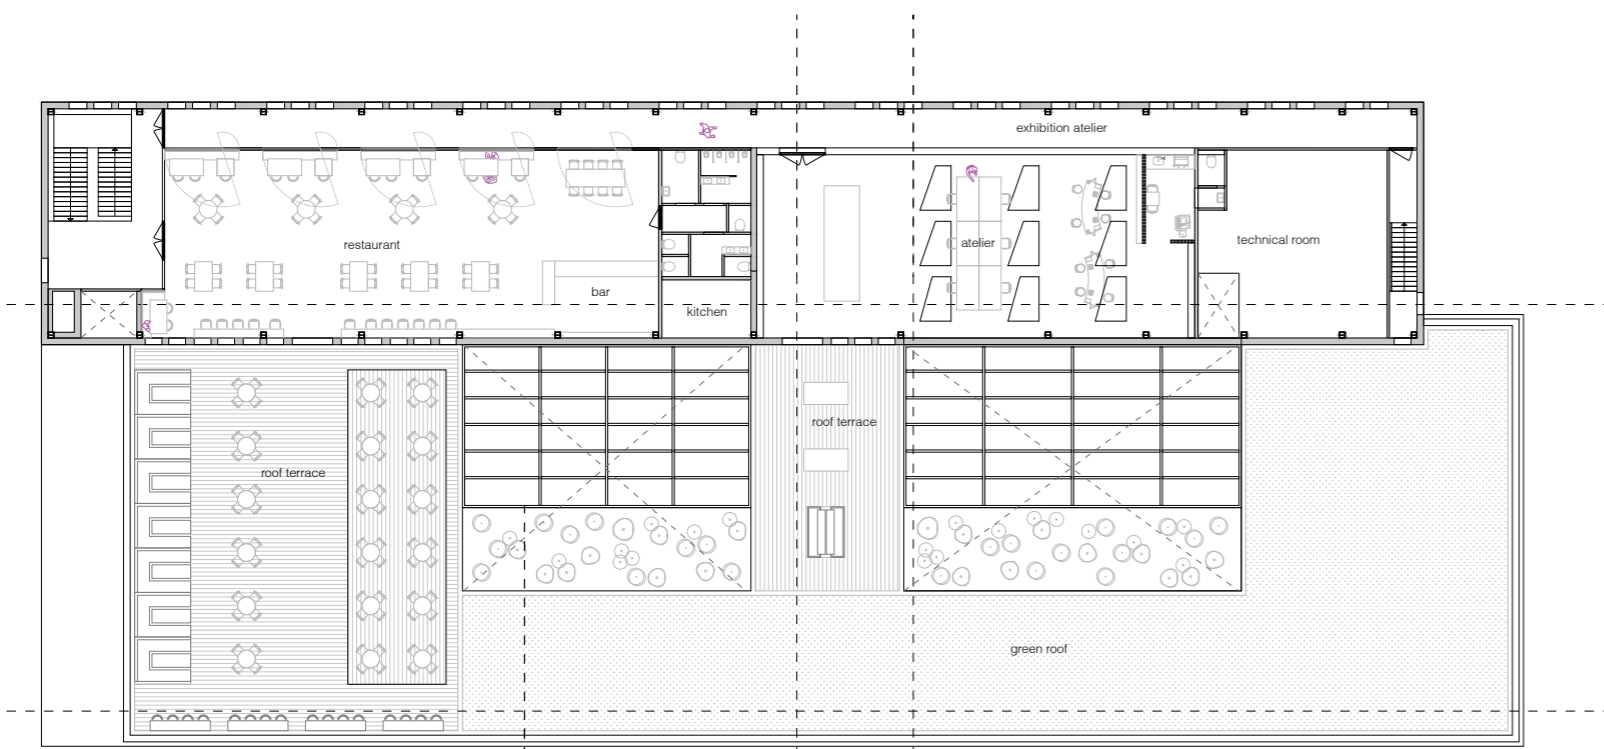 exhibition atelier
restaurant
atelier
technical room
bar
kitchen
roof terrace
roof terrace
green roof